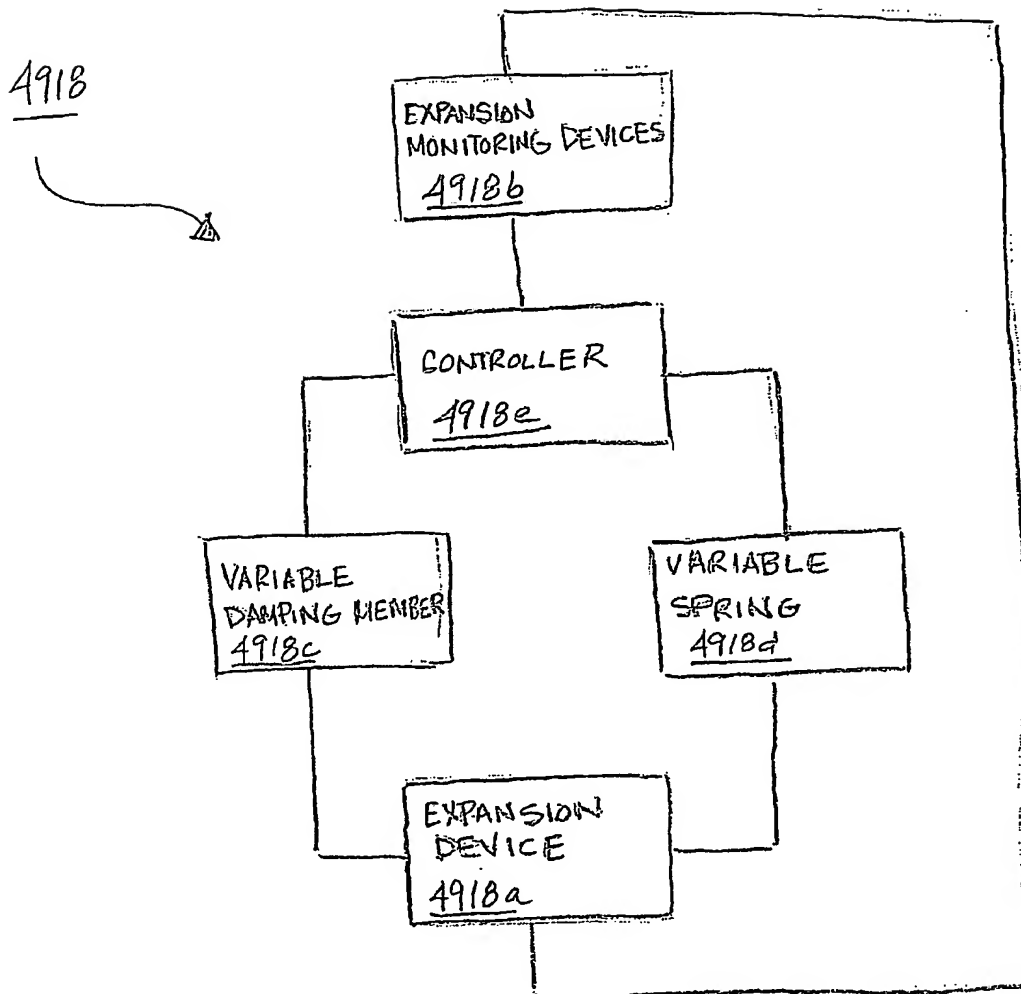 4918
EXPANSION
MONITORING DEVICES
4918b
CONTROLLER
4918e
VARIABLE
DAMPING MEMBER
4918c
VARIABLE
SPRING
4918d
EXPANSION
DEVICE
4918a